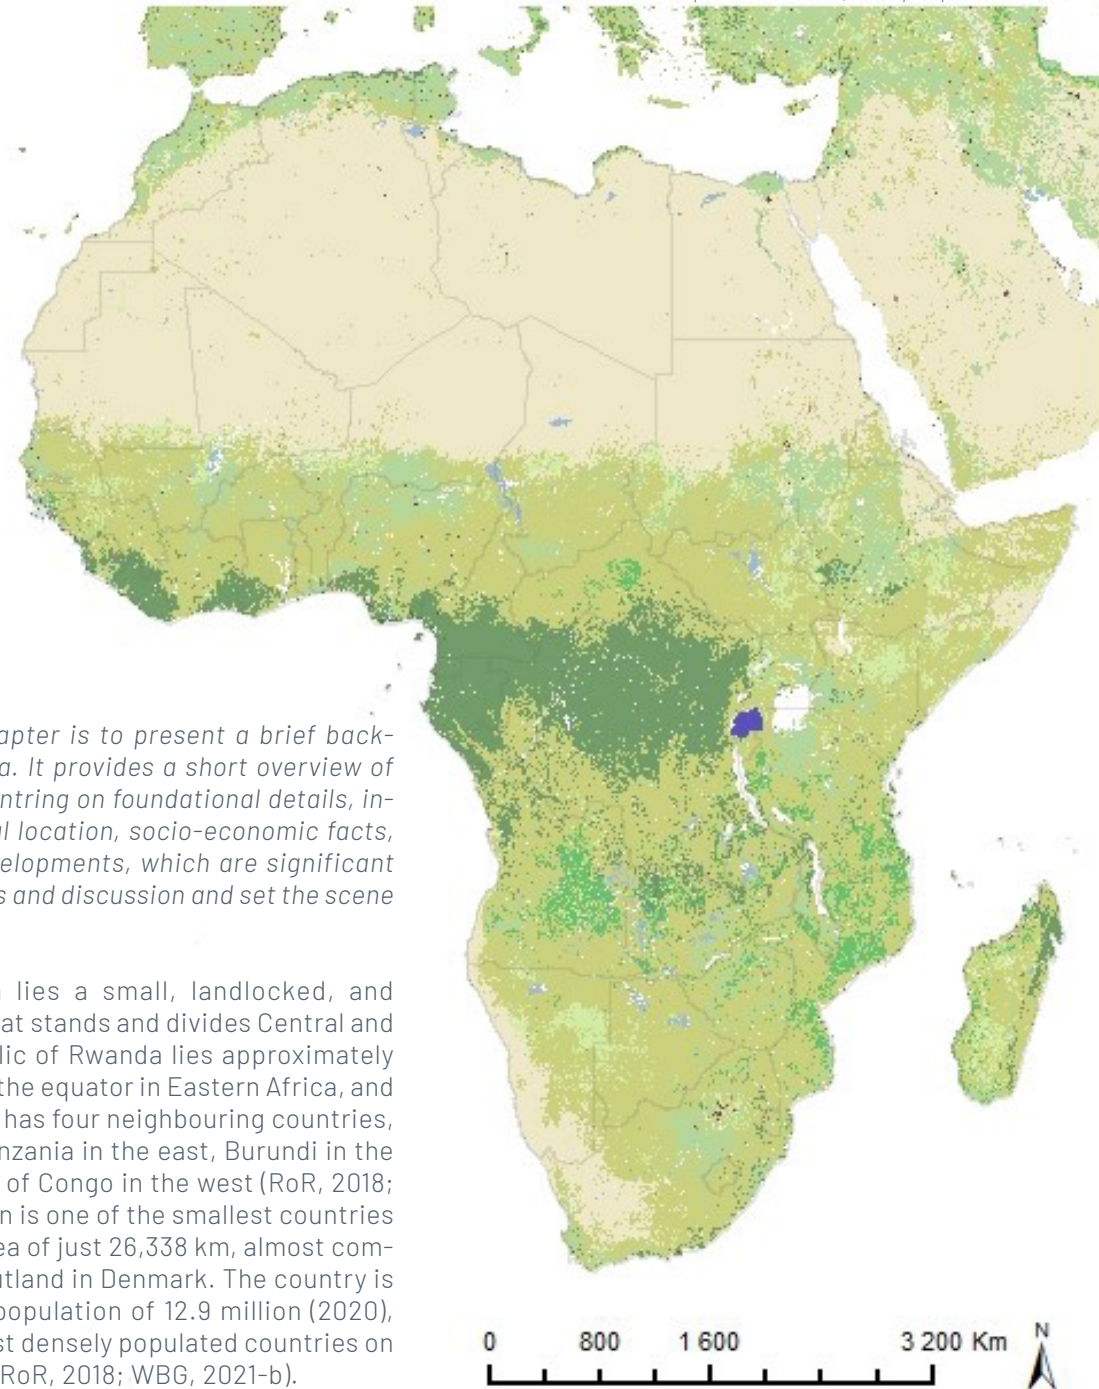 apter is to present a brief back-
a. It provides a short overview of
ntring on foundational details, in-
l location, socio-economic facts,
elopments, which are significant
s and discussion and set the scene
lies a small, landlocked, and
at stands and divides Central and
lic of Rwanda lies approximately
the equator in Eastern Africa, and
has four neighbouring countries,
nzania in the east, Burundi in the
of Congo in the west (RoR, 2018;
n is one of the smallest countries
ea of just 26,338 km, almost com-
utland in Denmark. The country is
population of 12.9 million (2020),
st densely populated countries on
RoR, 2018; WBG, 2021-b).
0 800 1 600 3 200 Km
N